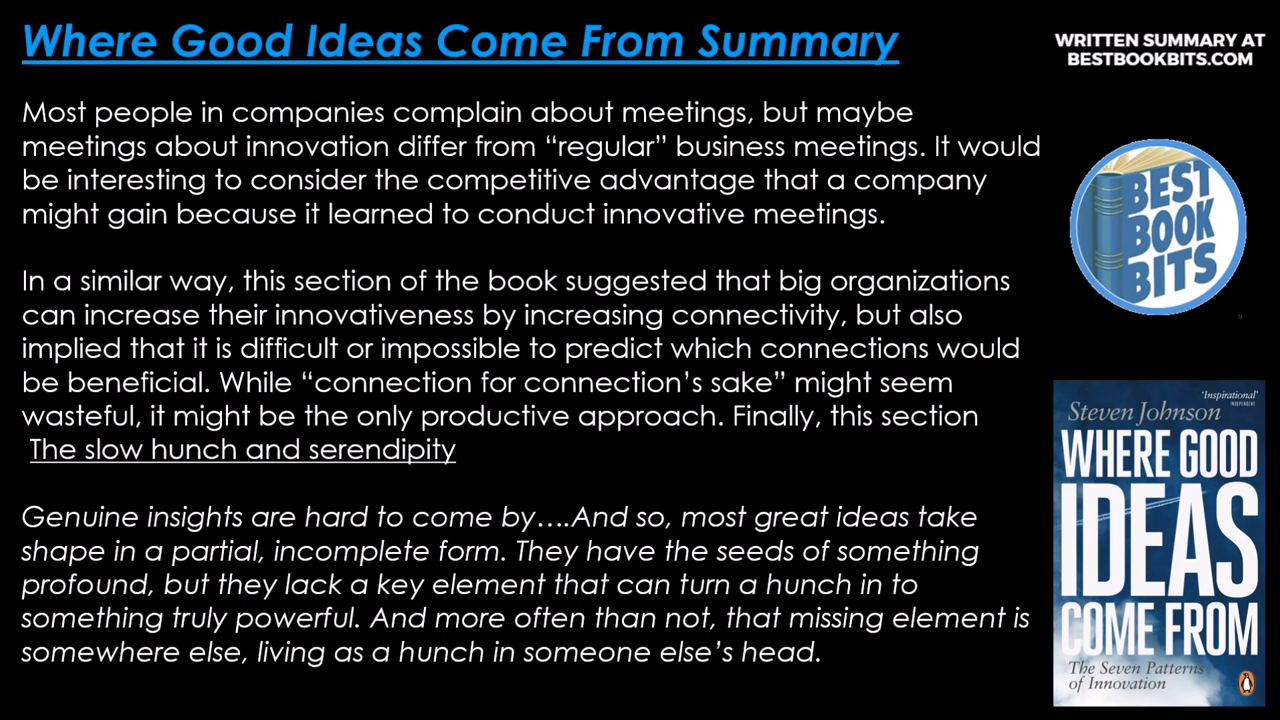 Where Good Ideas Come From Summary
WRITTEN SUMMARY AT
BESTBOOKBITS.COM
Most people in companies complain about meetings, but maybe
meetings about innovation differ from “regular” business meetings. It would
be interesting to consider the competitive advantage that a company
might gain because it learned to conduct innovative meetings.
In a similar way, this section of the book suggested that big organizations
can increase their innovativeness by increasing connectivity, but also
implied that it is difficult or impossible to predict which connections would
be beneficial. While “connection for connection’s sake” might seem
wasteful, it might be the only productive approach. Finally, this section
The slow hunch and serendipity
Genuine insights are hard to come by….And so, most great ideas take
shape in a partial, incomplete form. They have the seeds of something
profound, but they lack a key element that can turn a hunch in to
something truly powerful. And more often than not, that missing element is
somewhere else, living as a hunch in someone else’s head.
BEST
BOOK
BITS
‘Inspirational’
INDEPENDENT
Steven Johnson
WHERE GOOD
IDEAS
COME FROM
The Seven Patterns
of Innovation